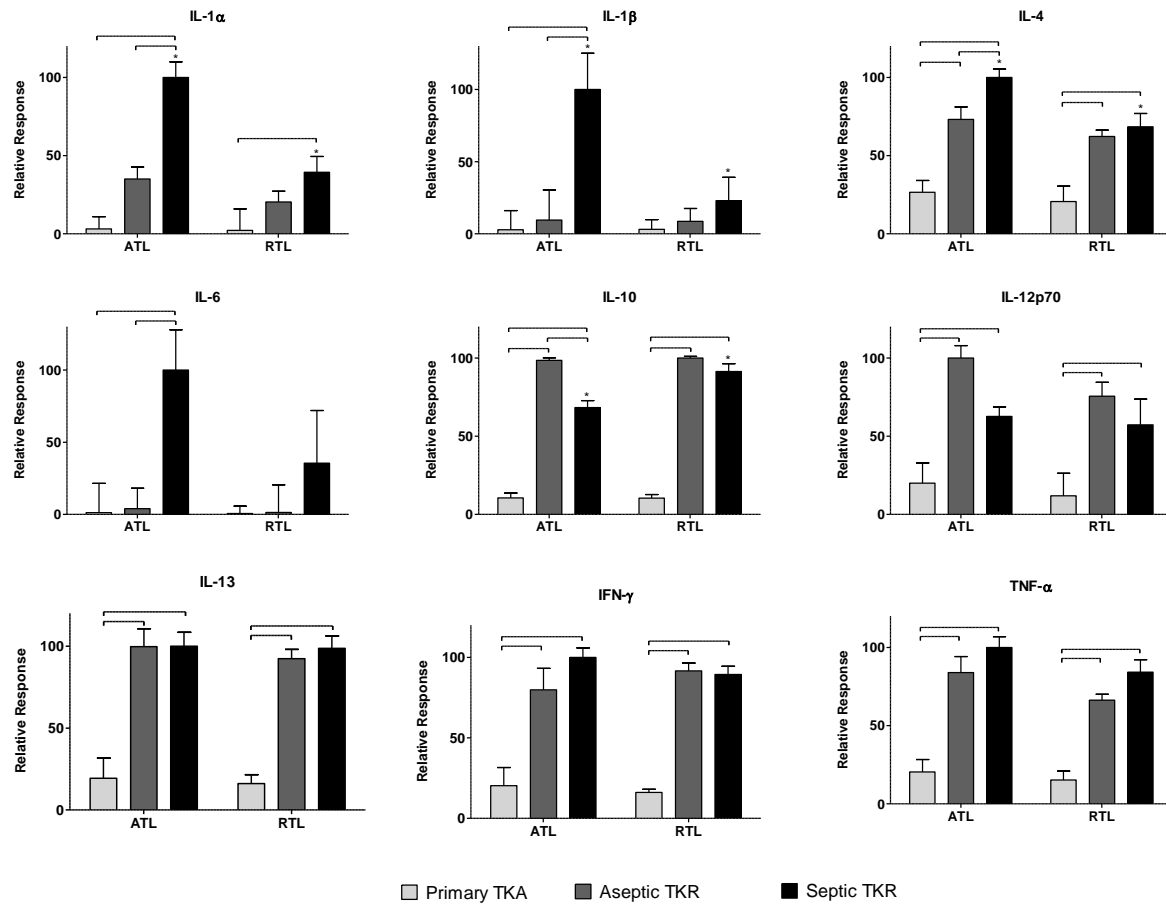 IL-1α
Relative Response
100
50
0
*
*
ATL
RTL
IL-1β
Relative Response
100
50
0
*
*
ATL
RTL
IL-4
Relative Response
100
50
0
*
*
ATL
RTL
IL-6
Relative Response
100
50
0
ATL
RTL
IL-10
Relative Response
100
50
0
*
*
ATL
RTL
IL-12p70
Relative Response
100
50
0
ATL
RTL
IL-13
Relative Response
100
50
0
ATL
RTL
IFN-γ
Relative Response
100
50
0
ATL
RTL
TNF-α
Relative Response
100
50
0
ATL
RTL
Primary TKA
Aseptic TKR
Septic TKR